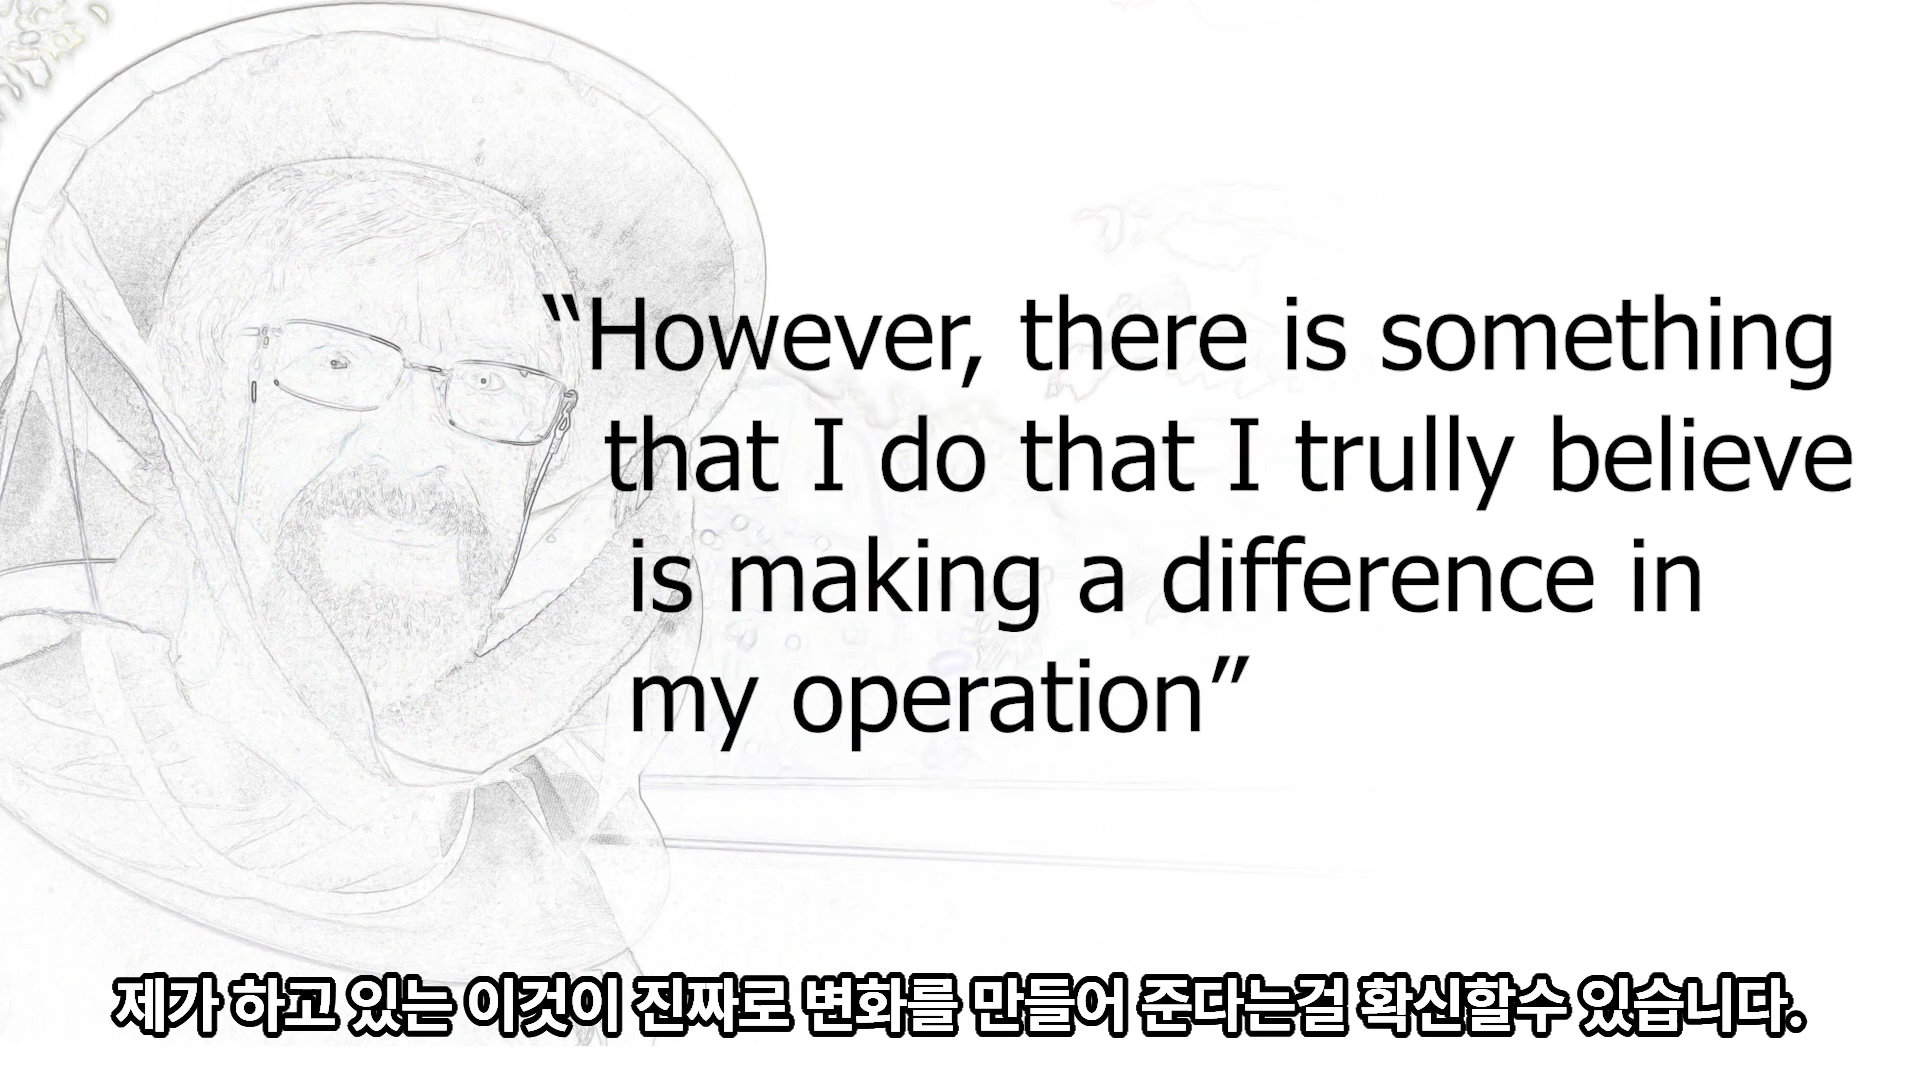 “However, there is something
that I do that I trully believe
is making a difference in
my operation”
제가 하고 있는 이것이 진짜로 변화를 만들어 준다는걸 확신할수 있습니다.